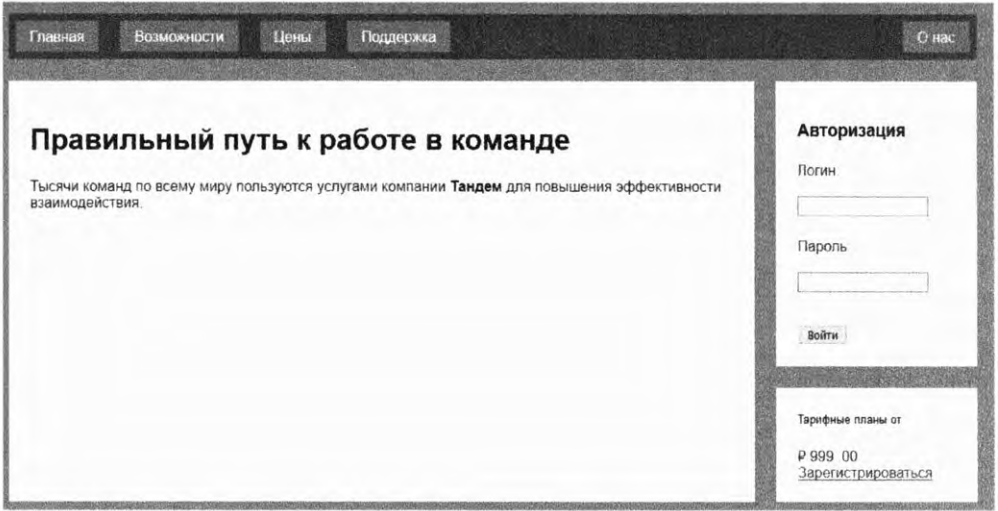 Главная Возможности Цены Поддержка О нас
Правильный путь к работе в команде
Тысячи команд по всему миру пользуются услугами компании Тандем для повышения эффективности
взаимодействия.
Авторизация
Логин
Пароль
Войти
Тарифные планы от
₽ 999 00
Зарегистрироваться